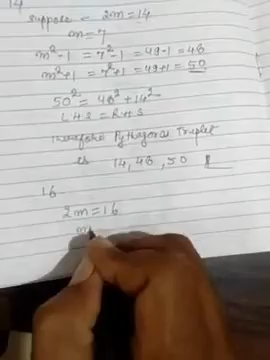 14
suppose 2m = 14
m = 7
m²-1 = 7²-1 = 49-1 = 48
m²+1 = 7²+1 = 49+1 = 50
50² = 48² + 14²
LHS = RHS
Therefore Pythagoras Triplet
is 14, 48, 50
16
2m = 16
m